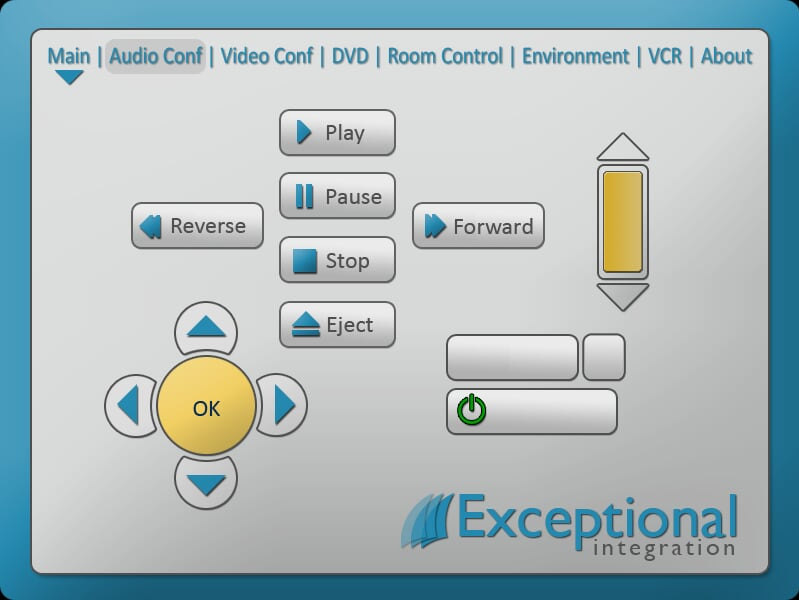 Main | Audio Conf | Video Conf | DVD | Room Control | Environment | VCR | About
Play
Pause
Reverse
Forward
Stop
Eject
OK
Exceptional
integration